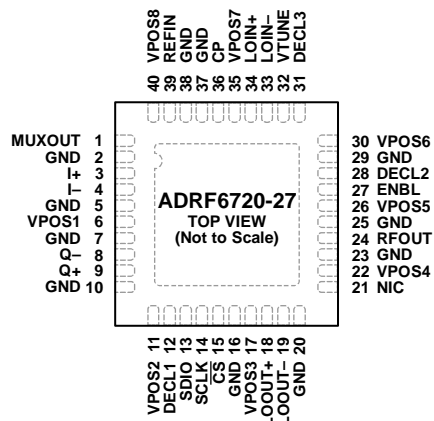 40 VPOS8
39 REFIN
38 GND
37 GND
36 CP
35 VPOS7
34 LOIN+
33 LOIN–
32 VTUNE
31 DECL3
MUXOUT 1
GND 2
I+ 3
I– 4
GND 5
VPOS1 6
GND 7
Q– 8
Q+ 9
GND 10
ADRF6720-27
TOP VIEW
(Not to Scale)
30 VPOS6
29 GND
28 DECL2
27 ENBL
26 VPOS5
25 GND
24 RFOUT
23 GND
22 VPOS4
21 NIC
VPOS2 11
DECL1 12
SDIO 13
SCLK 14
CS 15
GND 16
VPOS3 17
LOOUT+ 18
LOOUT– 19
GND 20